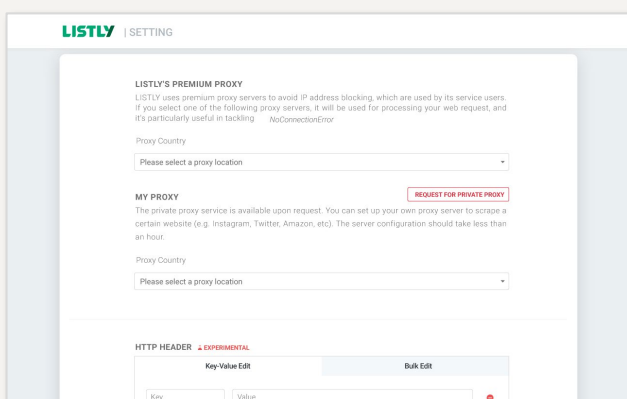 LISTLY | SETTING
LISTLY'S PREMIUM PROXY
LISTLY uses premium proxy servers to avoid IP address blocking, which are used by its service users.
If you select one of the following proxy servers, it will be used for processing your web request, and
it's particularly useful in tackling NoConnectionError
Proxy Country
Please select a proxy location
MY PROXY
REQUEST FOR PRIVATE PROXY
The private proxy service is available upon request. You can set up your own proxy server to scrape a
certain website (e.g. Instagram, Twitter, Amazon, etc). The server configuration should take less than
an hour.
Proxy Country
Please select a proxy location
HTTP HEADER EXPERIMENTAL
Key-Value Edit
Bulk Edit
Key
Value